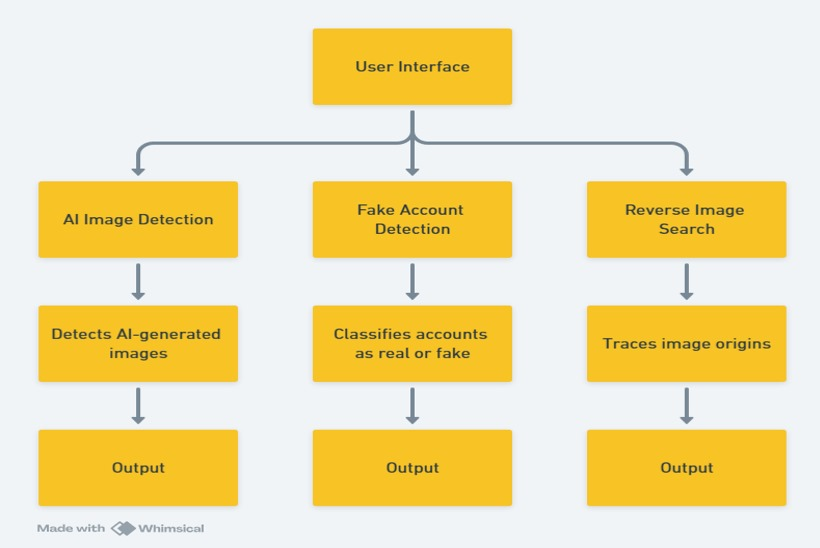 User Interface
AI Image Detection
Fake Account
Detection
Reverse Image
Search
Detects AI-generated
images
Classifies accounts
as real or fake
Traces image origins
Output
Output
Output
Made with Whimsical